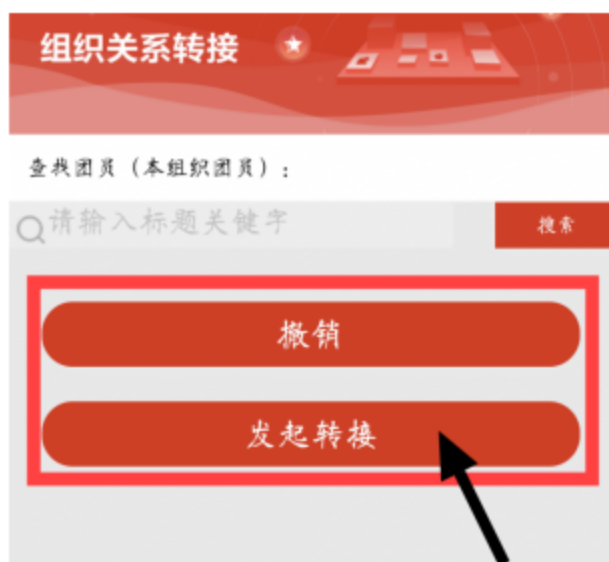 组织关系转接
查找团员（本组织团员）：
请输入标题关键字
搜索
撤销
发起转接